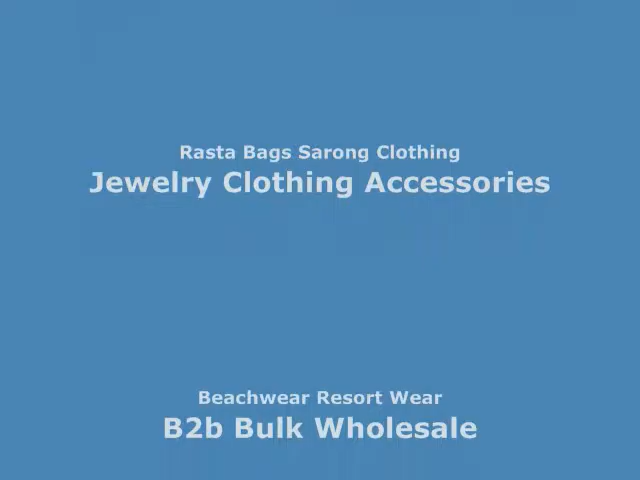 Rasta Bags Sarong Clothing
Jewelry Clothing Accessories
Beachwear Resort Wear
B2b Bulk Wholesale